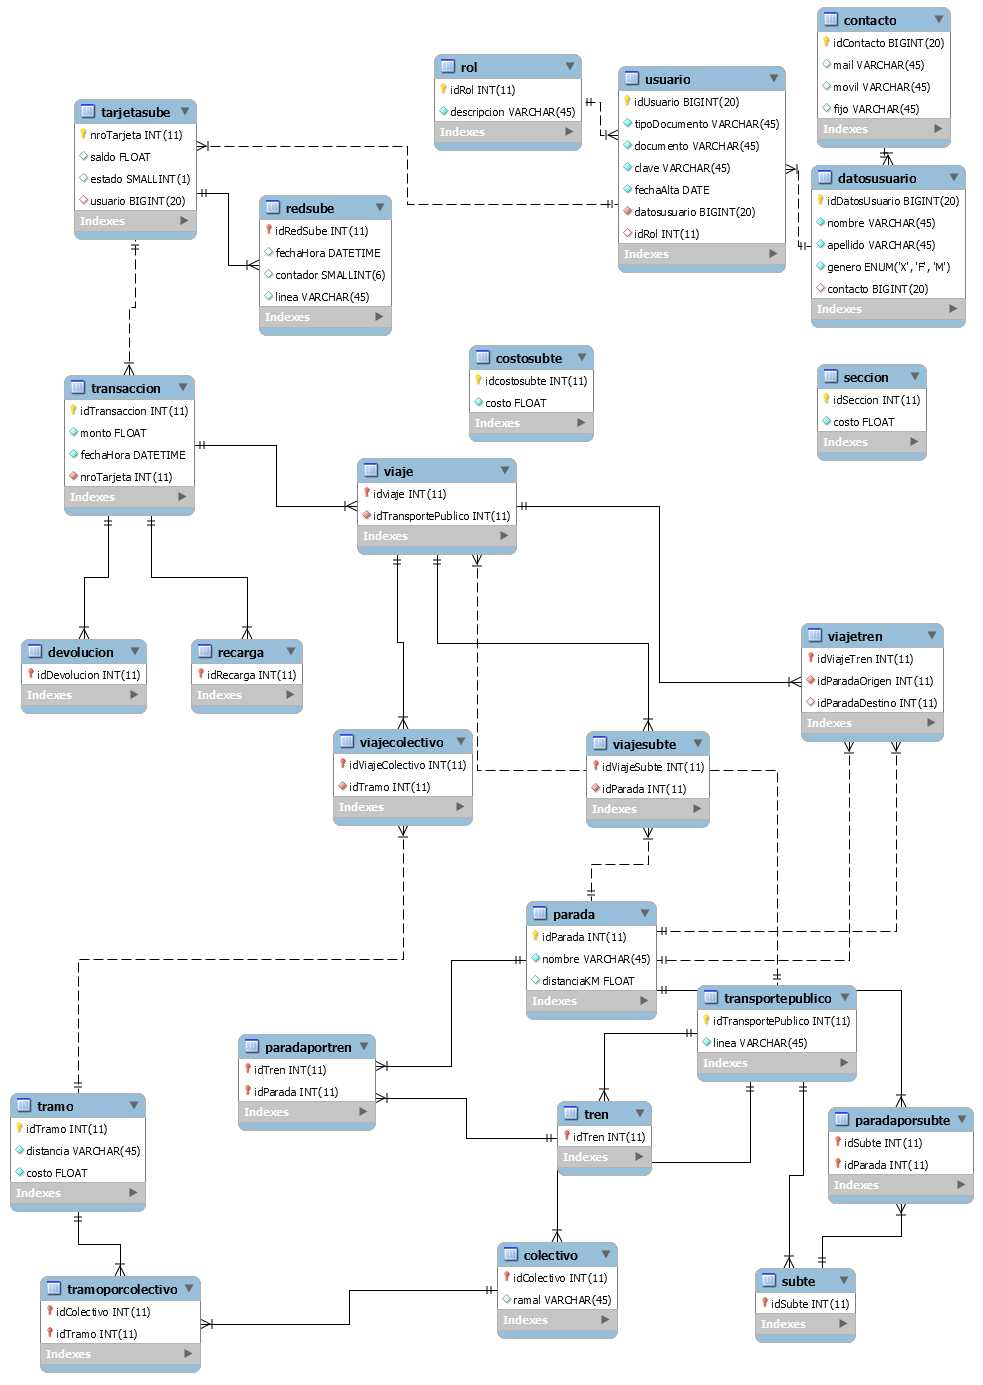 contacto
idContacto BIGINT(20)
mail VARCHAR(45)
movil VARCHAR(45)
fijo VARCHAR(45)
Indexes
rol
idRol INT(11)
descripcion VARCHAR(45)
Indexes
usuario
idUsuario BIGINT(20)
tipoDocumento VARCHAR(45)
documento VARCHAR(45)
clave VARCHAR(45)
fechaAlta DATE
datosusuario BIGINT(20)
idRol INT(11)
Indexes
tarjetasube
nroTarjeta INT(11)
saldo FLOAT
estado SMALLINT(1)
usuario BIGINT(20)
Indexes
datosusuario
idDatosUsuario BIGINT(20)
nombre VARCHAR(45)
apellido VARCHAR(45)
genero ENUM('X', 'F', 'M')
contacto BIGINT(20)
Indexes
redsube
idRedSube INT(11)
fechaHora DATETIME
contador SMALLINT(6)
linea VARCHAR(45)
Indexes
costosubte
idcostosubte INT(11)
costo FLOAT
Indexes
seccion
idSeccion INT(11)
costo FLOAT
Indexes
transaccion
idTransaccion INT(11)
monto FLOAT
fechaHora DATETIME
nroTarjeta INT(11)
Indexes
viaje
idviaje INT(11)
idTransportePublico INT(11)
Indexes
devolucion
idDevolucion INT(11)
Indexes
recarga
idRecarga INT(11)
Indexes
viajetren
idViajeTren INT(11)
idParadaOrigen INT(11)
idParadaDestino INT(11)
Indexes
viajecolectivo
idViajeColectivo INT(11)
idTramo INT(11)
Indexes
viajesubte
idViajeSubte INT(11)
idParada INT(11)
Indexes
parada
idParada INT(11)
nombre VARCHAR(45)
distanciaKM FLOAT
Indexes
transportepublico
idTransportePublico INT(11)
linea VARCHAR(45)
Indexes
paradaportren
idTren INT(11)
idParada INT(11)
Indexes
tramo
idTramo INT(11)
distancia VARCHAR(45)
costo FLOAT
Indexes
tren
idTren INT(11)
Indexes
paradaporsubte
idSubte INT(11)
idParada INT(11)
Indexes
colectivo
idColectivo INT(11)
ramal VARCHAR(45)
Indexes
subte
idSubte INT(11)
Indexes
tramoporcolectivo
idColectivo INT(11)
idTramo INT(11)
Indexes